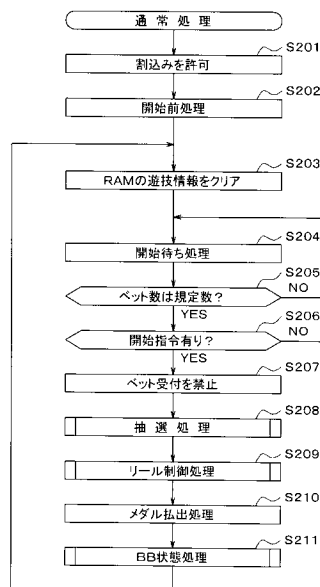 通常処理
S201
割込みを許可
S202
開始前処理
S203
RAMの遊技情報をクリア
S204
開始待ち処理
S205
ベット数は規定数？
NO
YES
S206
開始指令有り？
NO
YES
S207
ベット受付を禁止
S208
抽選処理
S209
リール制御処理
S210
メダル払出処理
S211
BB状態処理